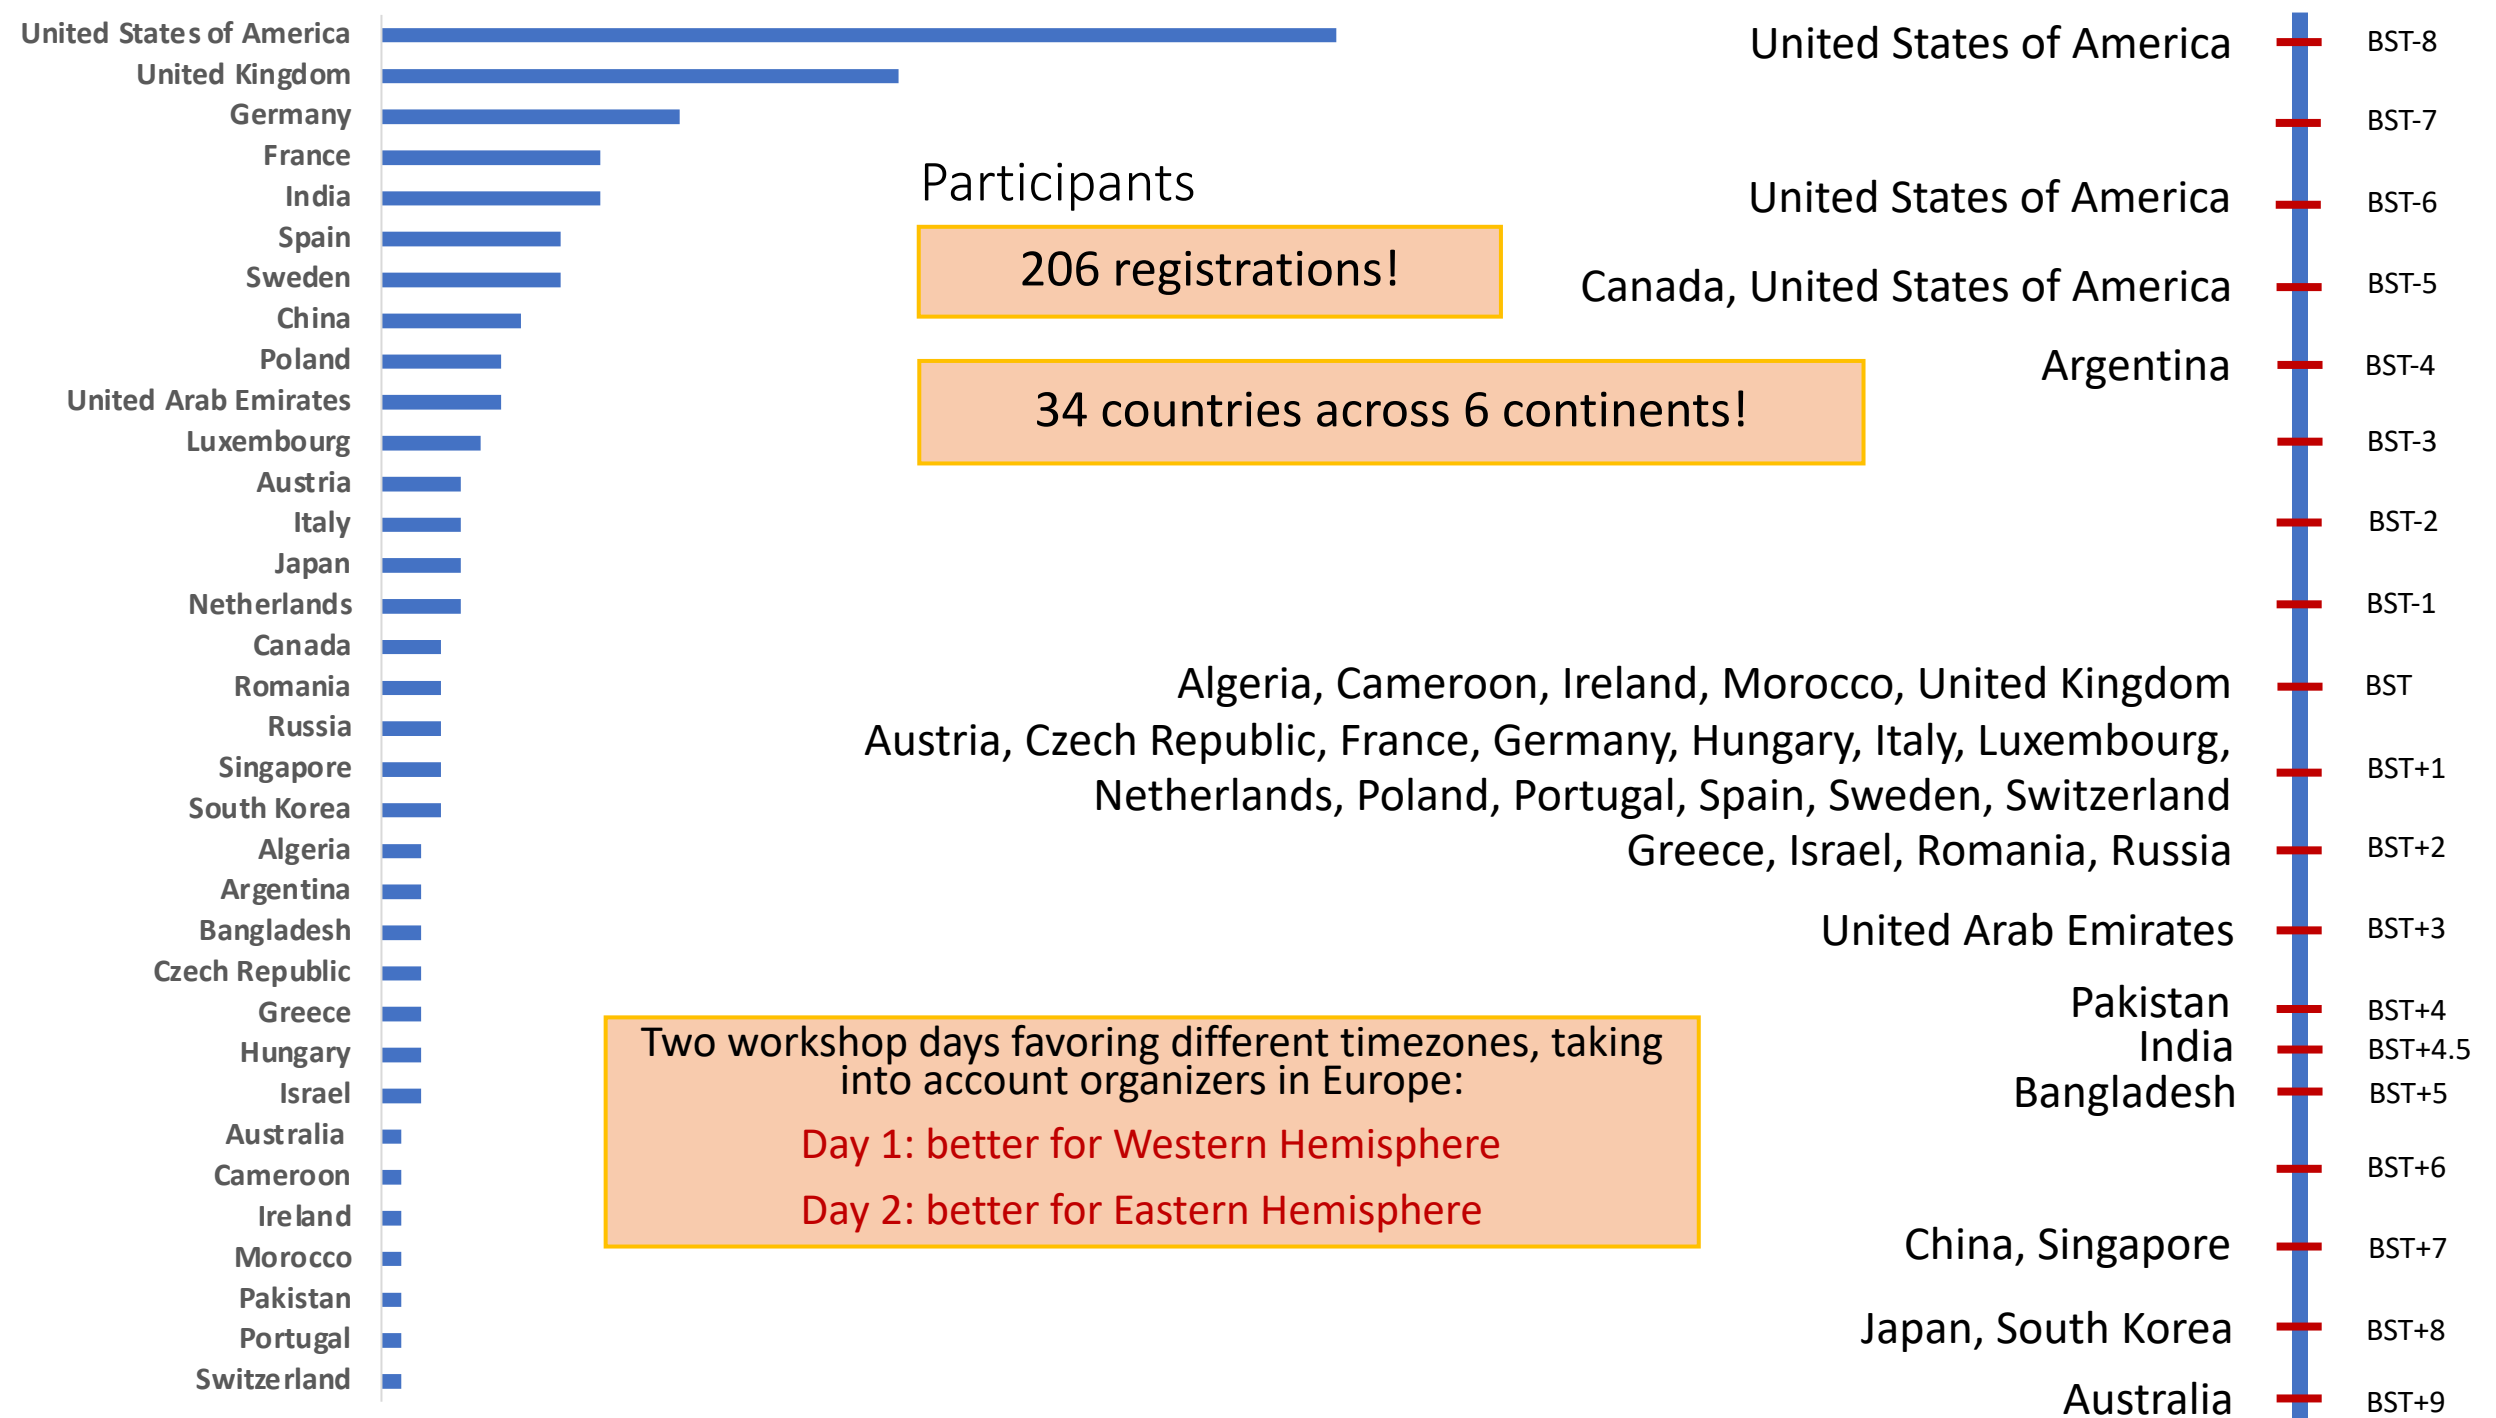 United States of America
United Kingdom
Germany
France
India
Spain
Sweden
China
Poland
United Arab Emirates
Luxembourg
Austria
Italy
Japan
Netherlands
Canada
Romania
Russia
Singapore
South Korea
Algeria
Argentina
Bangladesh
Czech Republic
Greece
Hungary
Israel
Australia
Cameroon
Ireland
Morocco
Pakistan
Portugal
Switzerland
Participants
206 registrations!
34 countries across 6 continents!
Two workshop days favoring different timezones, taking
into account organizers in Europe:
Day 1: better for Western Hemisphere
Day 2: better for Eastern Hemisphere
United States of America BST-8
BST-7
United States of America BST-6
Canada, United States of America BST-5
Argentina BST-4
BST-3
BST-2
BST-1
Algeria, Cameroon, Ireland, Morocco, United Kingdom BST
Austria, Czech Republic, France, Germany, Hungary, Italy, Luxembourg,
Netherlands, Poland, Portugal, Spain, Sweden, Switzerland BST+1
Greece, Israel, Romania, Russia BST+2
United Arab Emirates BST+3
Pakistan BST+4
India BST+4.5
Bangladesh BST+5
BST+6
China, Singapore BST+7
Japan, South Korea BST+8
Australia BST+9